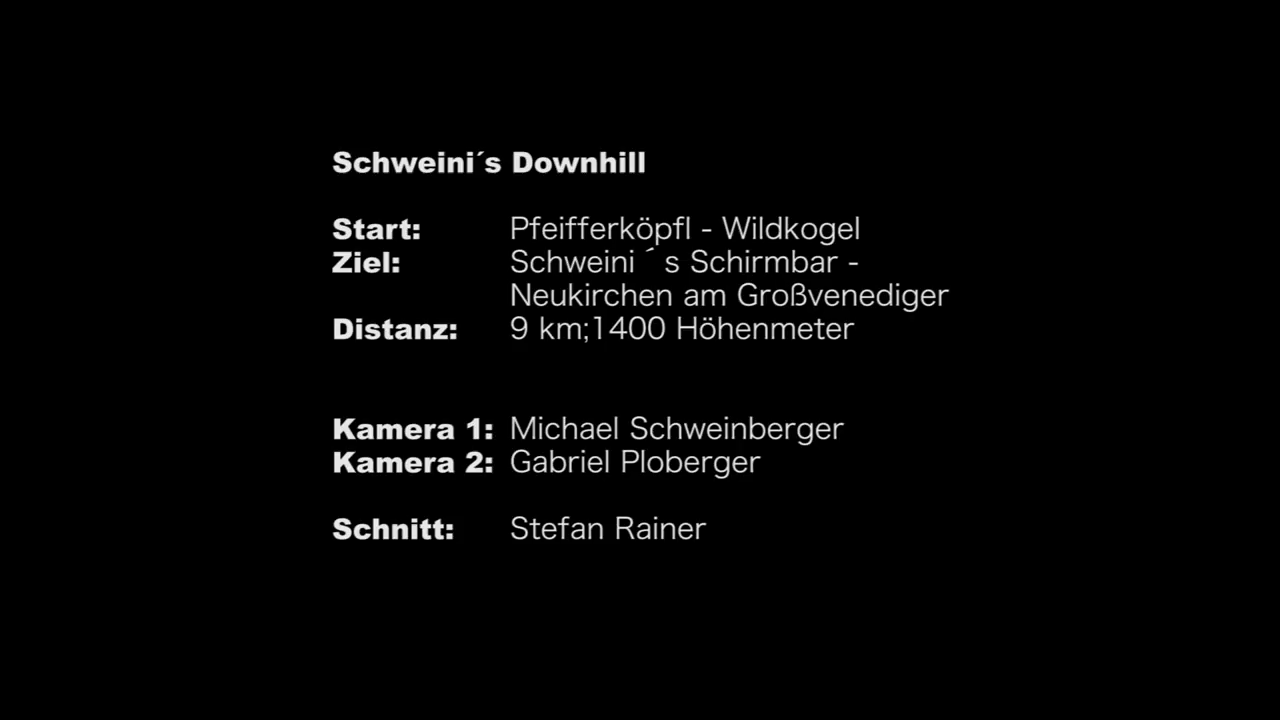 Schweini´s Downhill
Start: Pfeifferköpfl - Wildkogel
Ziel: Schweini ´ s Schirmbar -
Neukirchen am Großvenediger
Distanz: 9 km;1400 Höhenmeter
Kamera 1: Michael Schweinberger
Kamera 2: Gabriel Ploberger
Schnitt: Stefan Rainer